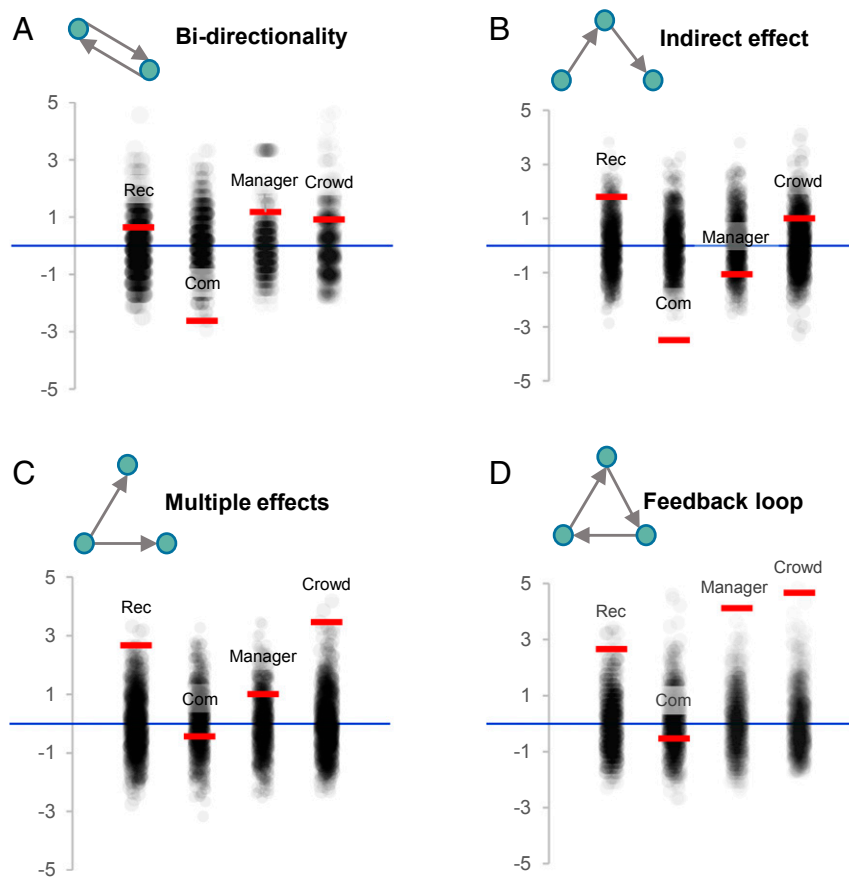 A
Bi-directionality
5
3
1
-1
-3
-5
Rec
Com
Manager
Crowd
B
Indirect effect
5
3
1
-1
-3
-5
Rec
Com
Manager
Crowd
C
Multiple effects
5
3
1
-1
-3
-5
Rec
Com
Manager
Crowd
D
Feedback loop
5
3
1
-1
-3
-5
Rec
Com
Manager
Crowd